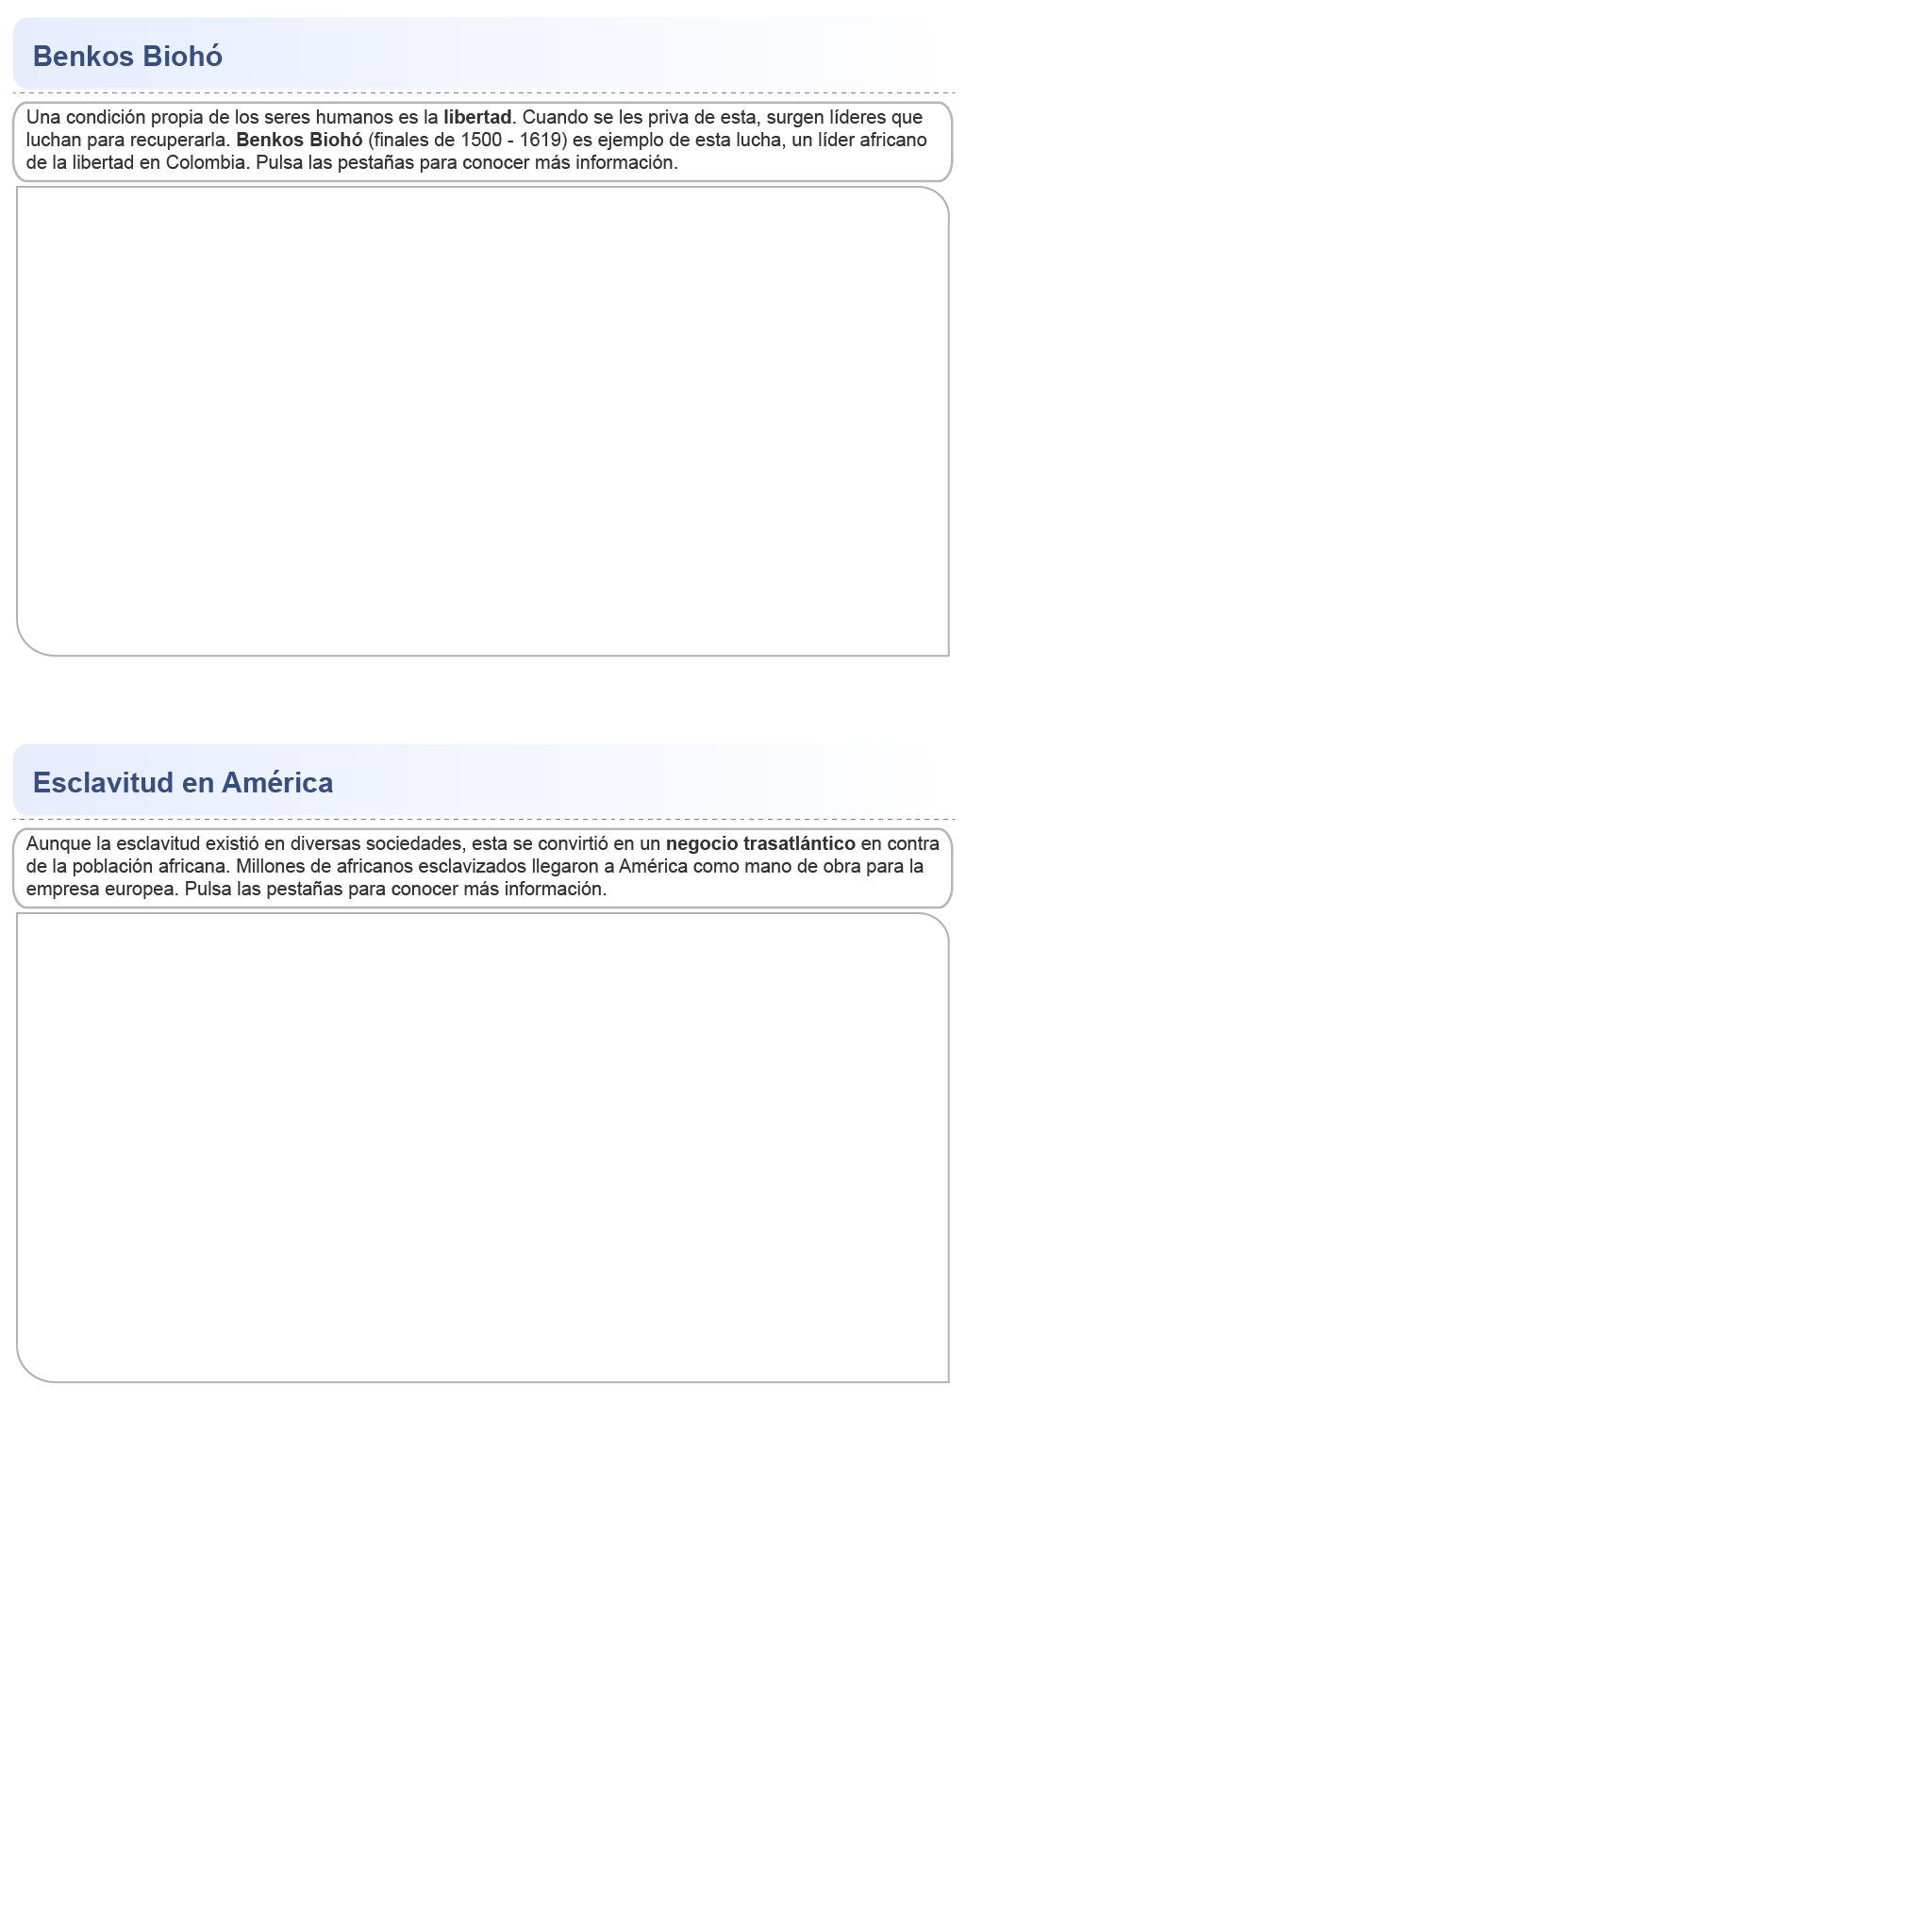 Benkos Biohó
Una condición propia de los seres humanos es la libertad. Cuando se les priva de esta, surgen líderes que
luchan para recuperarla. Benkos Biohó (finales de 1500 - 1619) es ejemplo de esta lucha, un líder africano
de la libertad en Colombia. Pulsa las pestañas para conocer más información.
Esclavitud en América
Aunque la esclavitud existió en diversas sociedades, esta se convirtió en un negocio trasatlántico en contra
de la población africana. Millones de africanos esclavizados llegaron a América como mano de obra para la
empresa europea. Pulsa las pestañas para conocer más información.